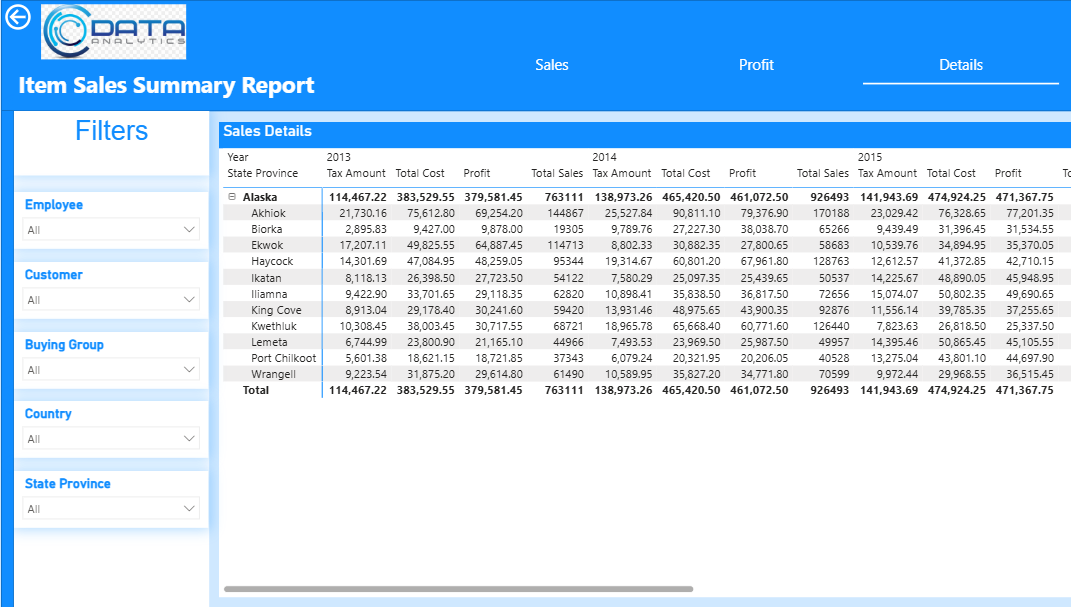 DATA
ANALYTICS
Sales Profit Details
Item Sales Summary Report
Filters
Employee
All
Customer
All
Buying Group
All
Country
All
State Province
All
Sales Details
Year 2013 2014 2015
State Province Tax Amount Total Cost Profit Total Sales Tax Amount Total Cost Profit Total Sales Tax Amount Total Cost Profit To
Alaska 114,467.22 383,529.55 379,581.45 763111 138,973.26 465,420.50 461,072.50 926493 141,943.69 474,924.25 471,367.75
Akhiok 21,730.16 75,612.80 69,254.20 144867 25,527.84 90,811.10 79,376.90 170188 23,029.42 76,328.65 77,201.35
Biorka 2,895.83 9,427.00 9,878.00 19305 9,789.76 27,227.30 38,038.70 65266 9,439.49 31,396.45 31,534.55
Ekwok 17,207.11 49,825.55 64,887.45 114713 8,802.33 30,882.35 27,800.65 58683 10,539.76 34,894.95 35,370.05
Haycock 14,301.69 47,084.95 48,259.05 95344 19,314.67 60,801.20 67,961.80 128763 12,612.57 41,372.85 42,710.15
Ikatan 8,118.13 26,398.50 27,723.50 54122 7,580.29 25,097.35 25,439.65 50537 14,225.67 48,890.05 45,948.95
Iliamna 9,422.90 33,701.65 29,118.35 62820 10,898.41 35,838.50 36,817.50 72656 15,074.07 50,802.35 49,690.65
King Cove 8,913.04 29,178.40 30,241.60 59420 13,931.46 48,975.65 43,900.35 92876 11,556.14 39,785.35 37,255.65
Kwethluk 10,308.45 38,003.45 30,717.55 68721 18,965.78 65,668.40 60,771.60 126440 7,823.63 26,818.50 25,337.50
Lemeta 6,744.99 23,800.90 21,165.10 44966 7,493.53 23,969.50 25,987.50 49957 14,395.46 50,865.45 45,105.55
Port Chilkoot 5,601.38 18,621.15 18,721.85 37343 6,079.24 20,321.95 20,206.05 40528 13,275.04 43,801.10 44,697.90
Wrangell 9,223.54 31,875.20 29,614.80 61490 10,589.95 35,827.20 34,771.80 70599 9,972.44 29,968.55 36,515.45
Total 114,467.22 383,529.55 379,581.45 763111 138,973.26 465,420.50 461,072.50 926493 141,943.69 474,924.25 471,367.75